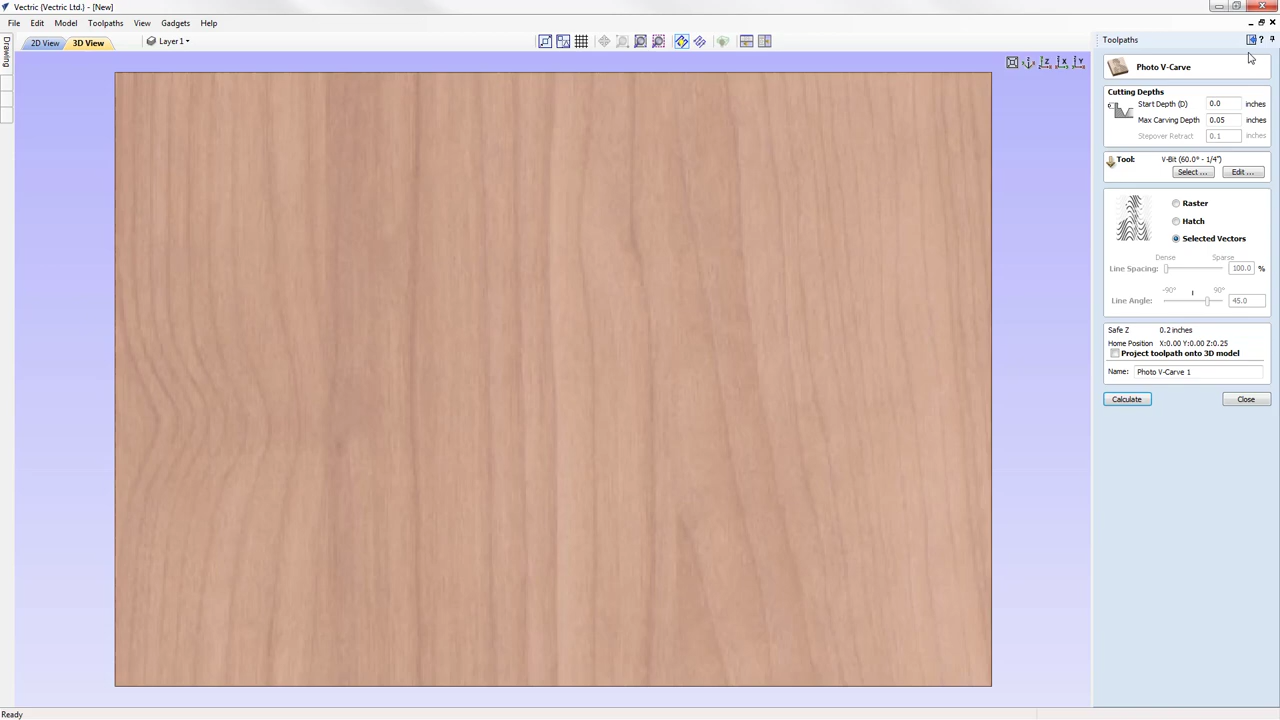 Vectric (Vectric Ltd.) - [New]
File Edit Model Toolpaths View Gadgets Help
2D View 3D View Layer 1
Drawing
Z X Y
Toolpaths
Photo V-Carve
Cutting Depths
Start Depth (D) 0.0 inches
Max Carving Depth 0.05 inches
Stepover Retract 0.1 inches
Tool: V-Bit (60.0° - 1/4")
Select ... Edit ...
Raster
Hatch
Selected Vectors
Dense Sparse
Line Spacing: 100.0 %
-90° 90°
Line Angle: 45.0
Safe Z 0.2 inches
Home Position X:0.00 Y:0.00 Z:0.25
Project toolpath onto 3D model
Name: Photo V-Carve 1
Calculate Close
Ready